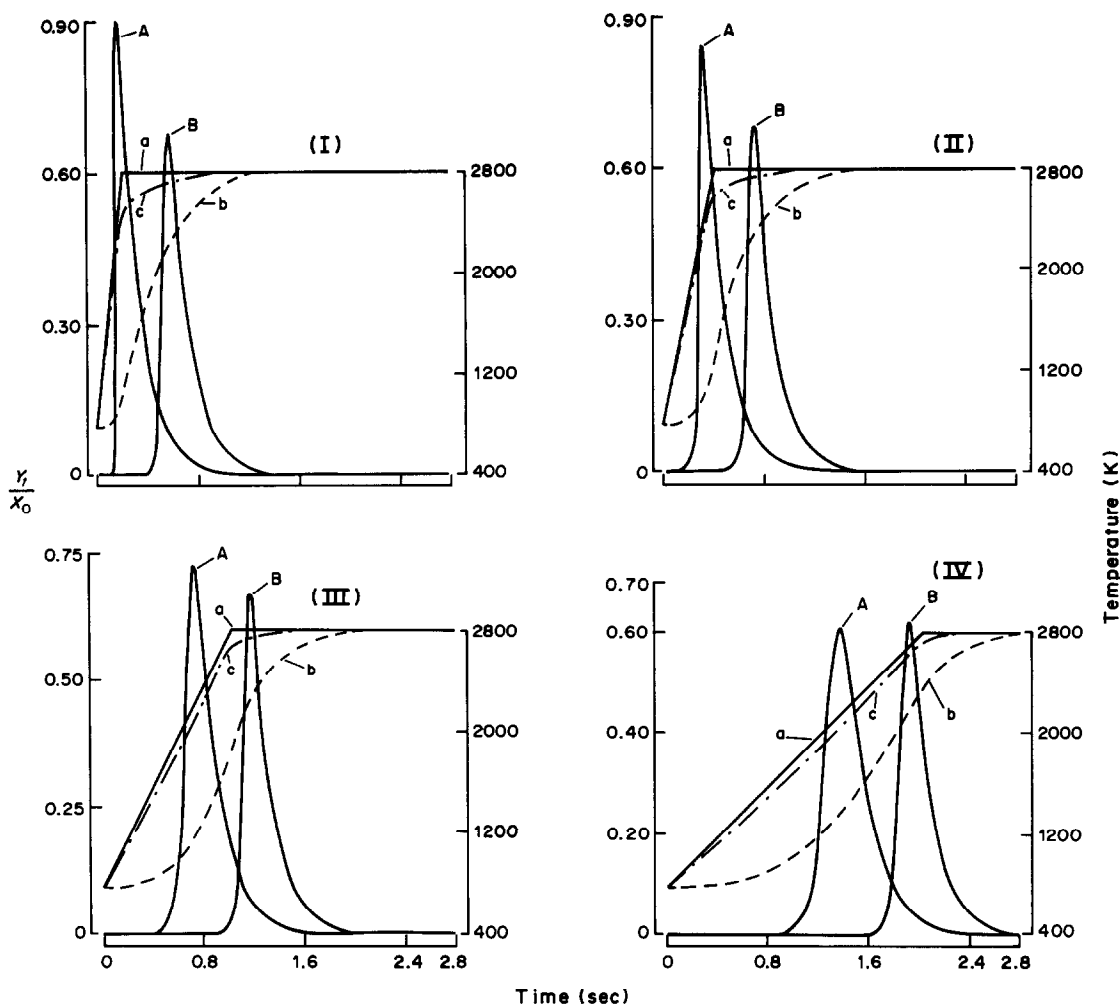 0.90
0.60
0.30
0
A
B
a
c
b
(I)
2800
2000
1200
400
0.90
0.60
0.30
0
A
B
a
c
b
(II)
2800
2000
1200
400
Y₁
X₀
Temperature (K)
0.75
0.50
0.25
0
A
B
a
c
b
(III)
2800
2000
1200
400
0 0.8 1.6 2.4 2.8
0.70
0.60
0.40
0.20
0
A
B
a
c
b
(IV)
2800
2000
1200
400
0 0.8 1.6 2.4 2.8
Time (sec)